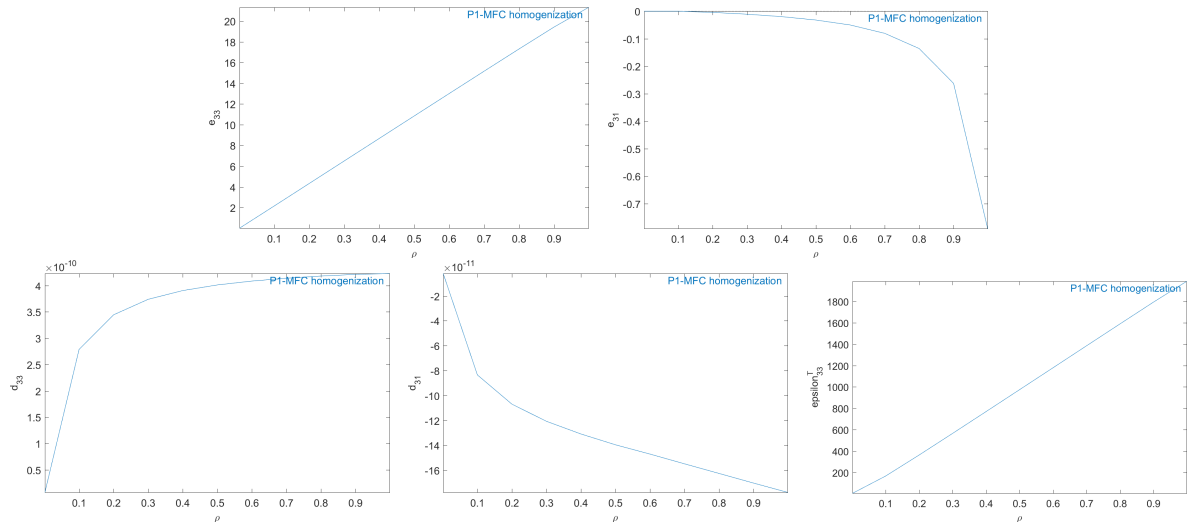 P1-MFC homogenization
20
18
16
14
12
10
8
6
4
2
e33
0.1 0.2 0.3 0.4 0.5 0.6 0.7 0.8 0.9
ρ
P1-MFC homogenization
0
-0.1
-0.2
-0.3
-0.4
-0.5
-0.6
-0.7
e31
0.1 0.2 0.3 0.4 0.5 0.6 0.7 0.8 0.9
ρ
×10-10
P1-MFC homogenization
4
3.5
3
2.5
2
1.5
1
0.5
d33
0.1 0.2 0.3 0.4 0.5 0.6 0.7 0.8 0.9
ρ
×10-11
P1-MFC homogenization
-2
-4
-6
-8
-10
-12
-14
-16
d31
0.1 0.2 0.3 0.4 0.5 0.6 0.7 0.8 0.9
ρ
P1-MFC homogenization
1800
1600
1400
1200
1000
800
600
400
200
epsilonT33
0.1 0.2 0.3 0.4 0.5 0.6 0.7 0.8 0.9
ρ